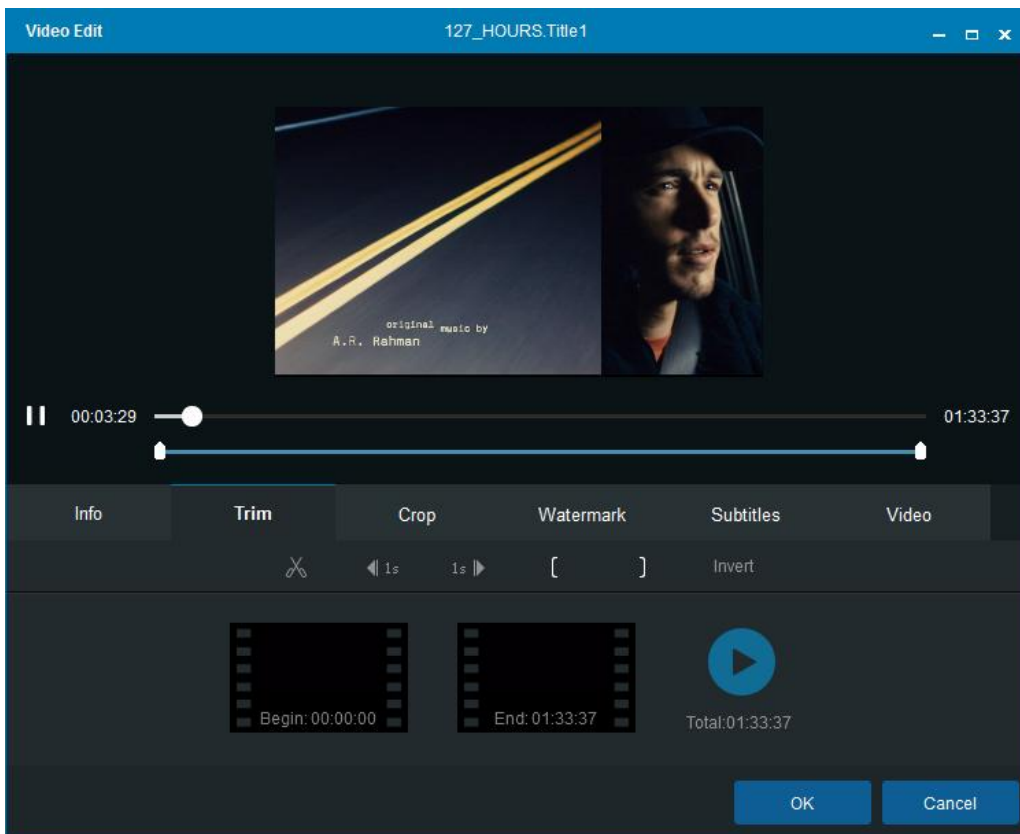 Video Edit 127_HOURS.Title1
original music by
A.R. Rahman
00:03:29 01:33:37
Info Trim Crop Watermark Subtitles Video
1s 1s [ ] Invert
Begin: 00:00:00 End: 01:33:37 Total:01:33:37
OK Cancel